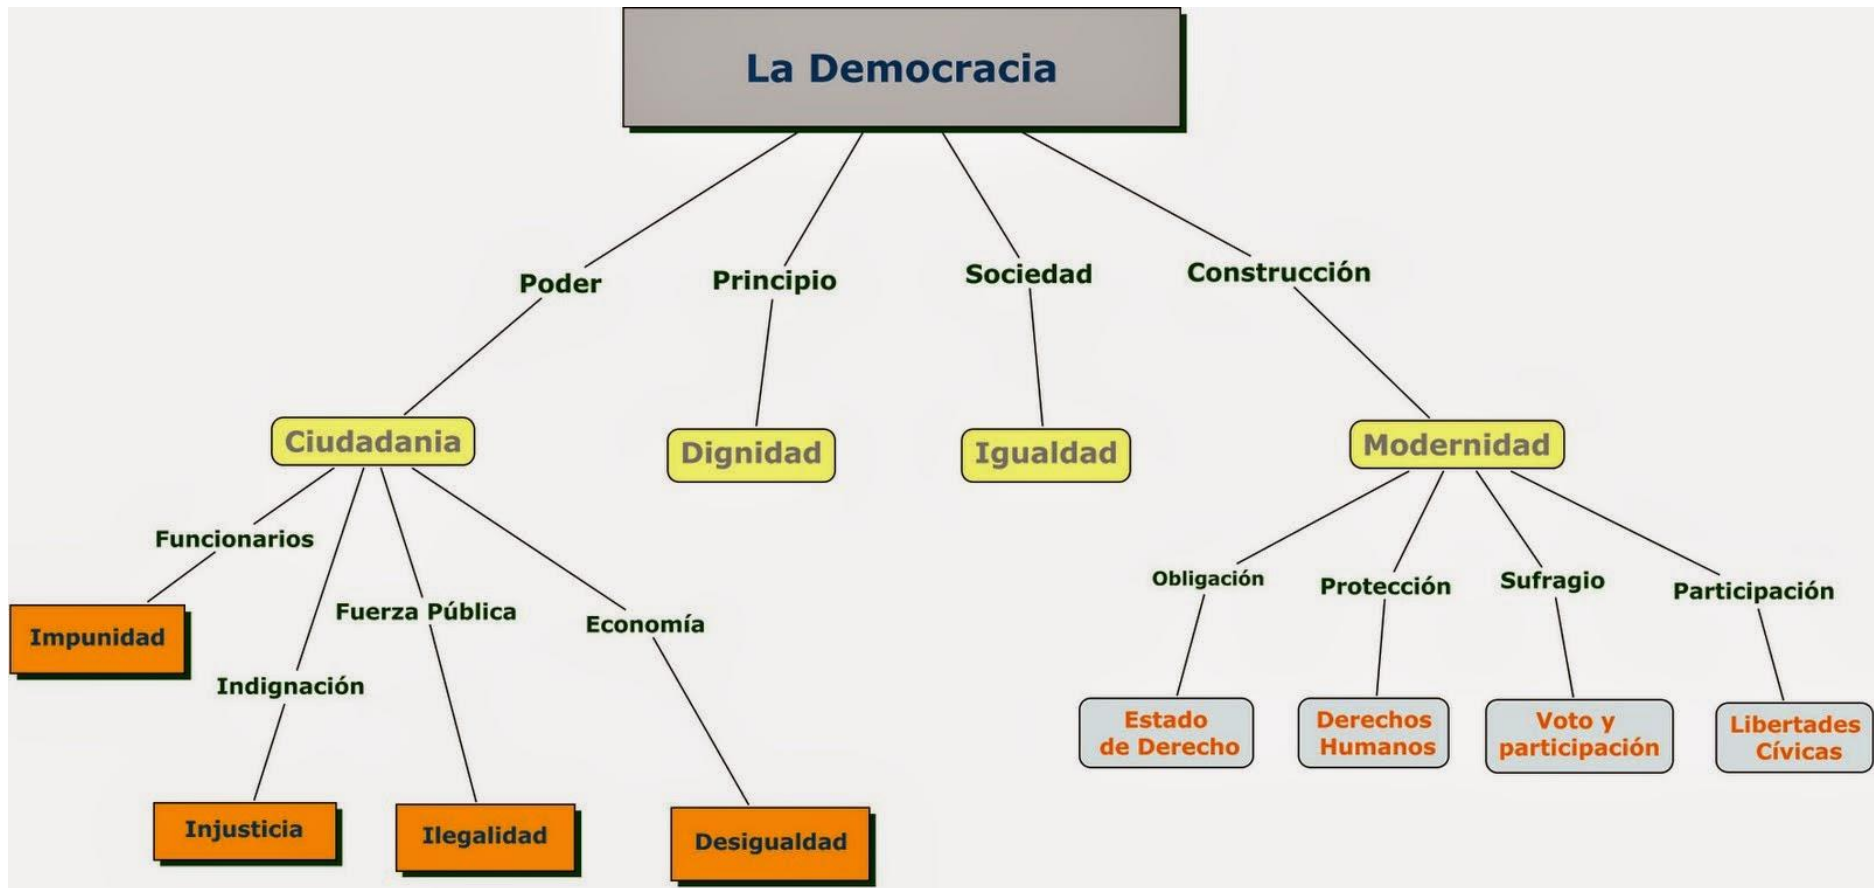 La Democracia
Poder
Principio
Sociedad
Construcción
Ciudadania
Dignidad
Igualdad
Modernidad
Funcionarios
Indignación
Fuerza Pública
Economía
Obligación
Protección
Sufragio
Participación
Impunidad
Injusticia
Ilegalidad
Desigualdad
Estado
de Derecho
Derechos
Humanos
Voto y
participación
Libertades
Cívicas